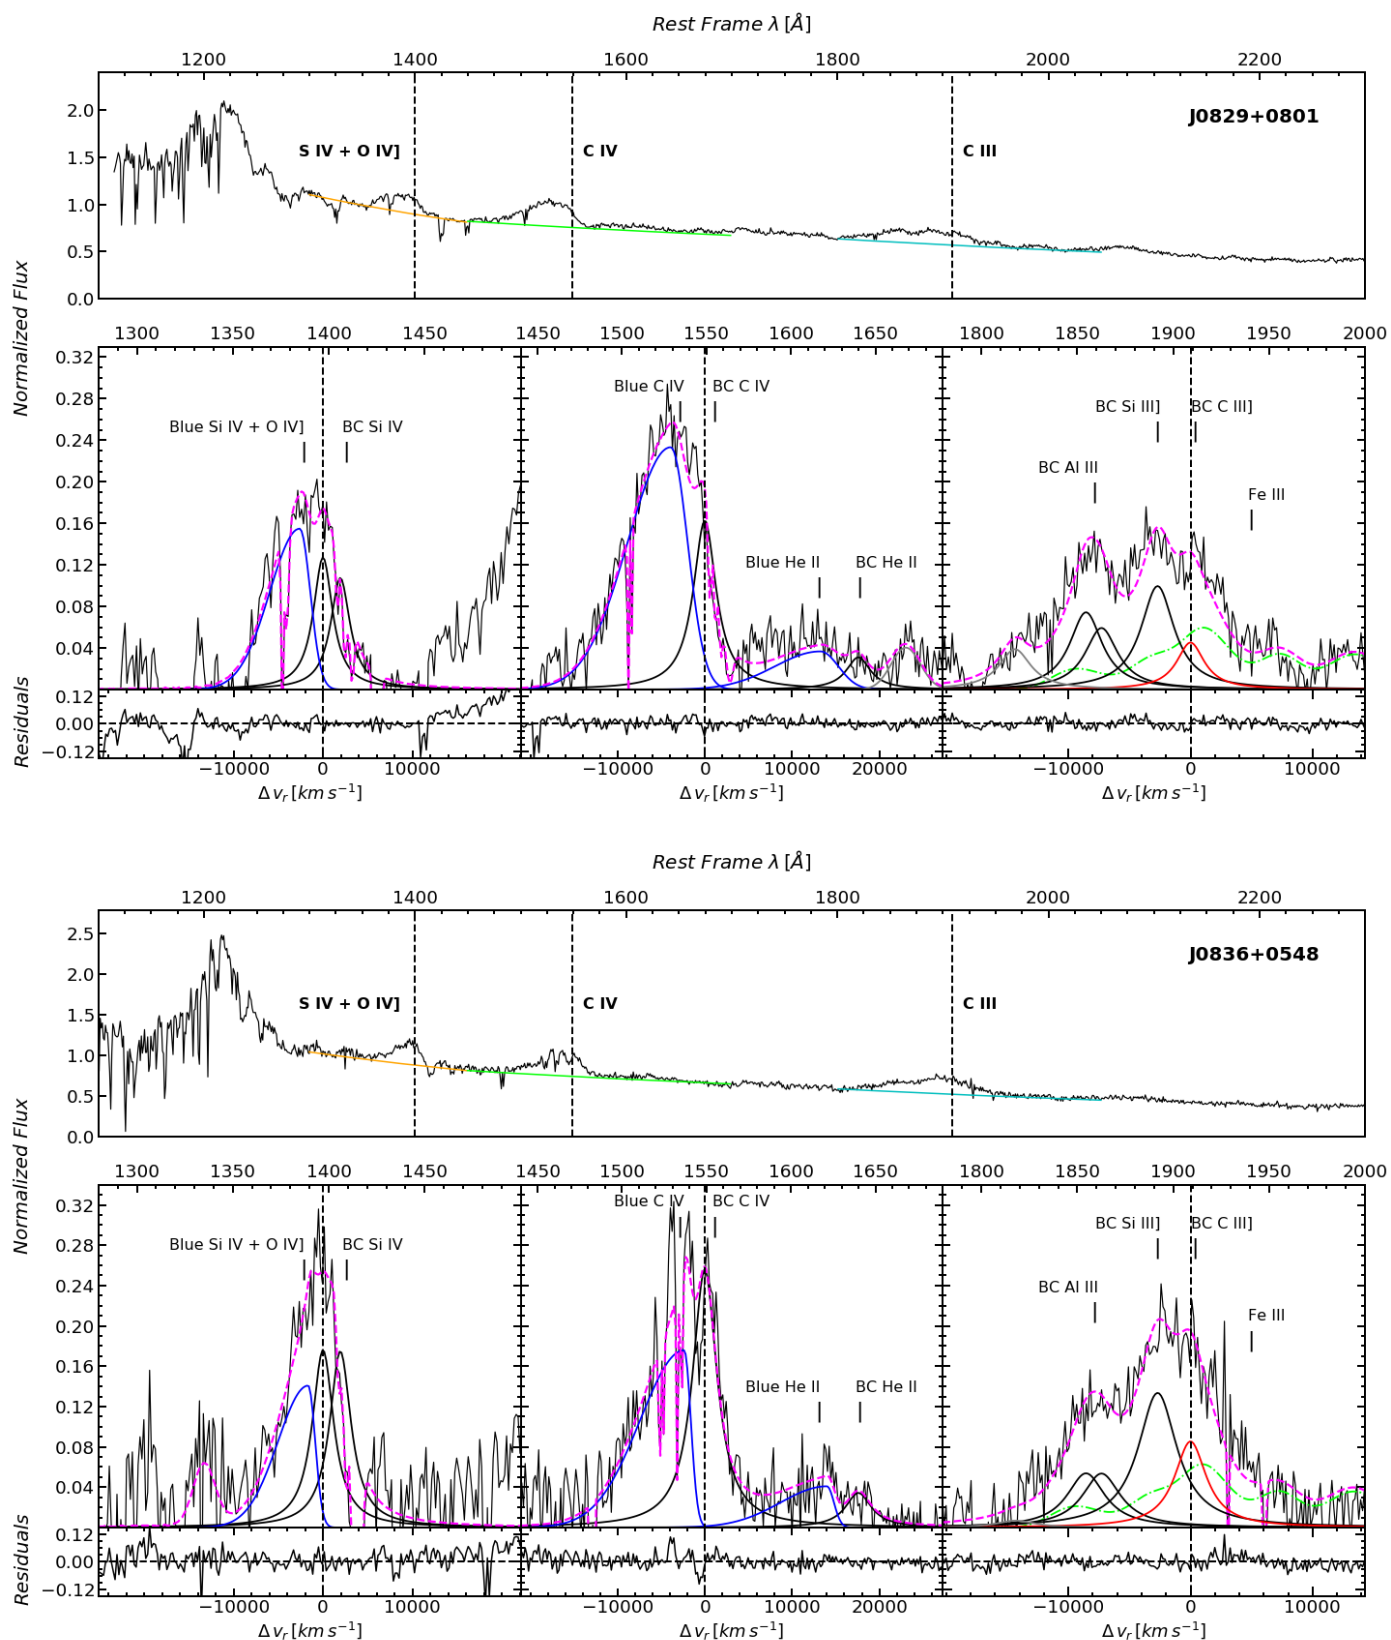 Rest Frame λ [Å]
1200 1400 1600 1800 2000 2200
J0829+0801
S IV + O IV] C IV C III
2.0
1.5
1.0
0.5
0.0
Normalized Flux
1300 1350 1400 1450 1450 1500 1550 1600 1650 1800 1850 1900 1950 2000
0.32
0.28
0.24
0.20
0.16
0.12
0.08
0.04
Blue Si IV + O IV] BC Si IV
Blue C IV BC C IV
Blue He II BC He II
BC Si III] BC C III]
BC Al III
Fe III
Residuals
0.12
0.00
−0.12
−10000 0 10000 −10000 0 10000 20000 −10000 0 10000
Δ vr [km s−1] Δ vr [km s−1] Δ vr [km s−1]
Rest Frame λ [Å]
1200 1400 1600 1800 2000 2200
J0836+0548
S IV + O IV] C IV C III
2.5
2.0
1.5
1.0
0.5
0.0
Normalized Flux
1300 1350 1400 1450 1450 1500 1550 1600 1650 1800 1850 1900 1950 2000
0.32
0.28
0.24
0.20
0.16
0.12
0.08
0.04
Blue Si IV + O IV] BC Si IV
Blue C IV BC C IV
Blue He II BC He II
BC Si III] BC C III]
BC Al III
Fe III
Residuals
0.12
0.00
−0.12
−10000 0 10000 −10000 0 10000 20000 −10000 0 10000
Δ vr [km s−1] Δ vr [km s−1] Δ vr [km s−1]